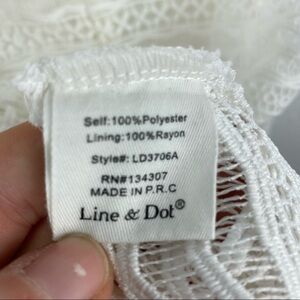 Self:100%Polyester
Lining:100%Rayon
Style#: LD3706A
RN#134307
MADE IN P.R.C
Line & Dot®